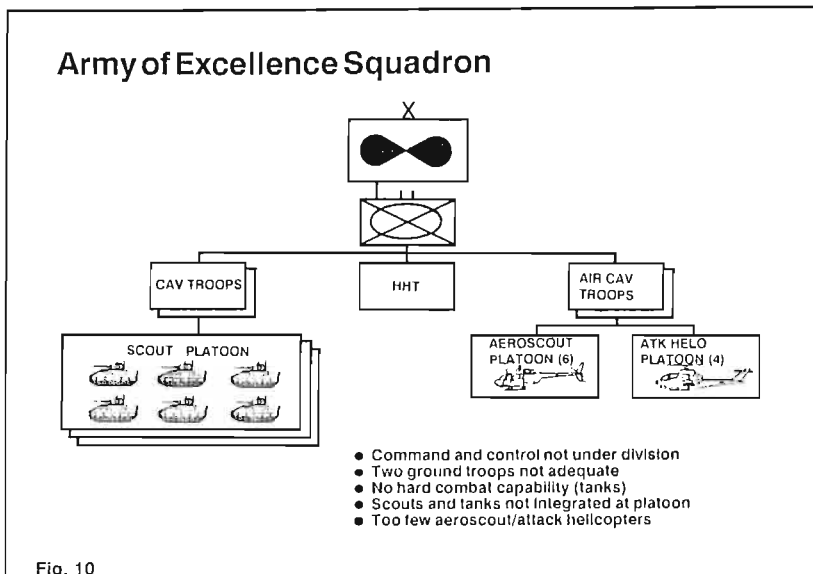 Army of Excellence Squadron
X
CAV TROOPS
HHT
AIR CAV
TROOPS
SCOUT PLATOON
AEROSCOUT
PLATOON (6)
ATK HELO
PLATOON (4)
● Command and control not under division
● Two ground troops not adequate
● No hard combat capability (tanks)
● Scouts and tanks not integrated at platoon
● Too few aeroscout/attack helicopters
Fig. 10